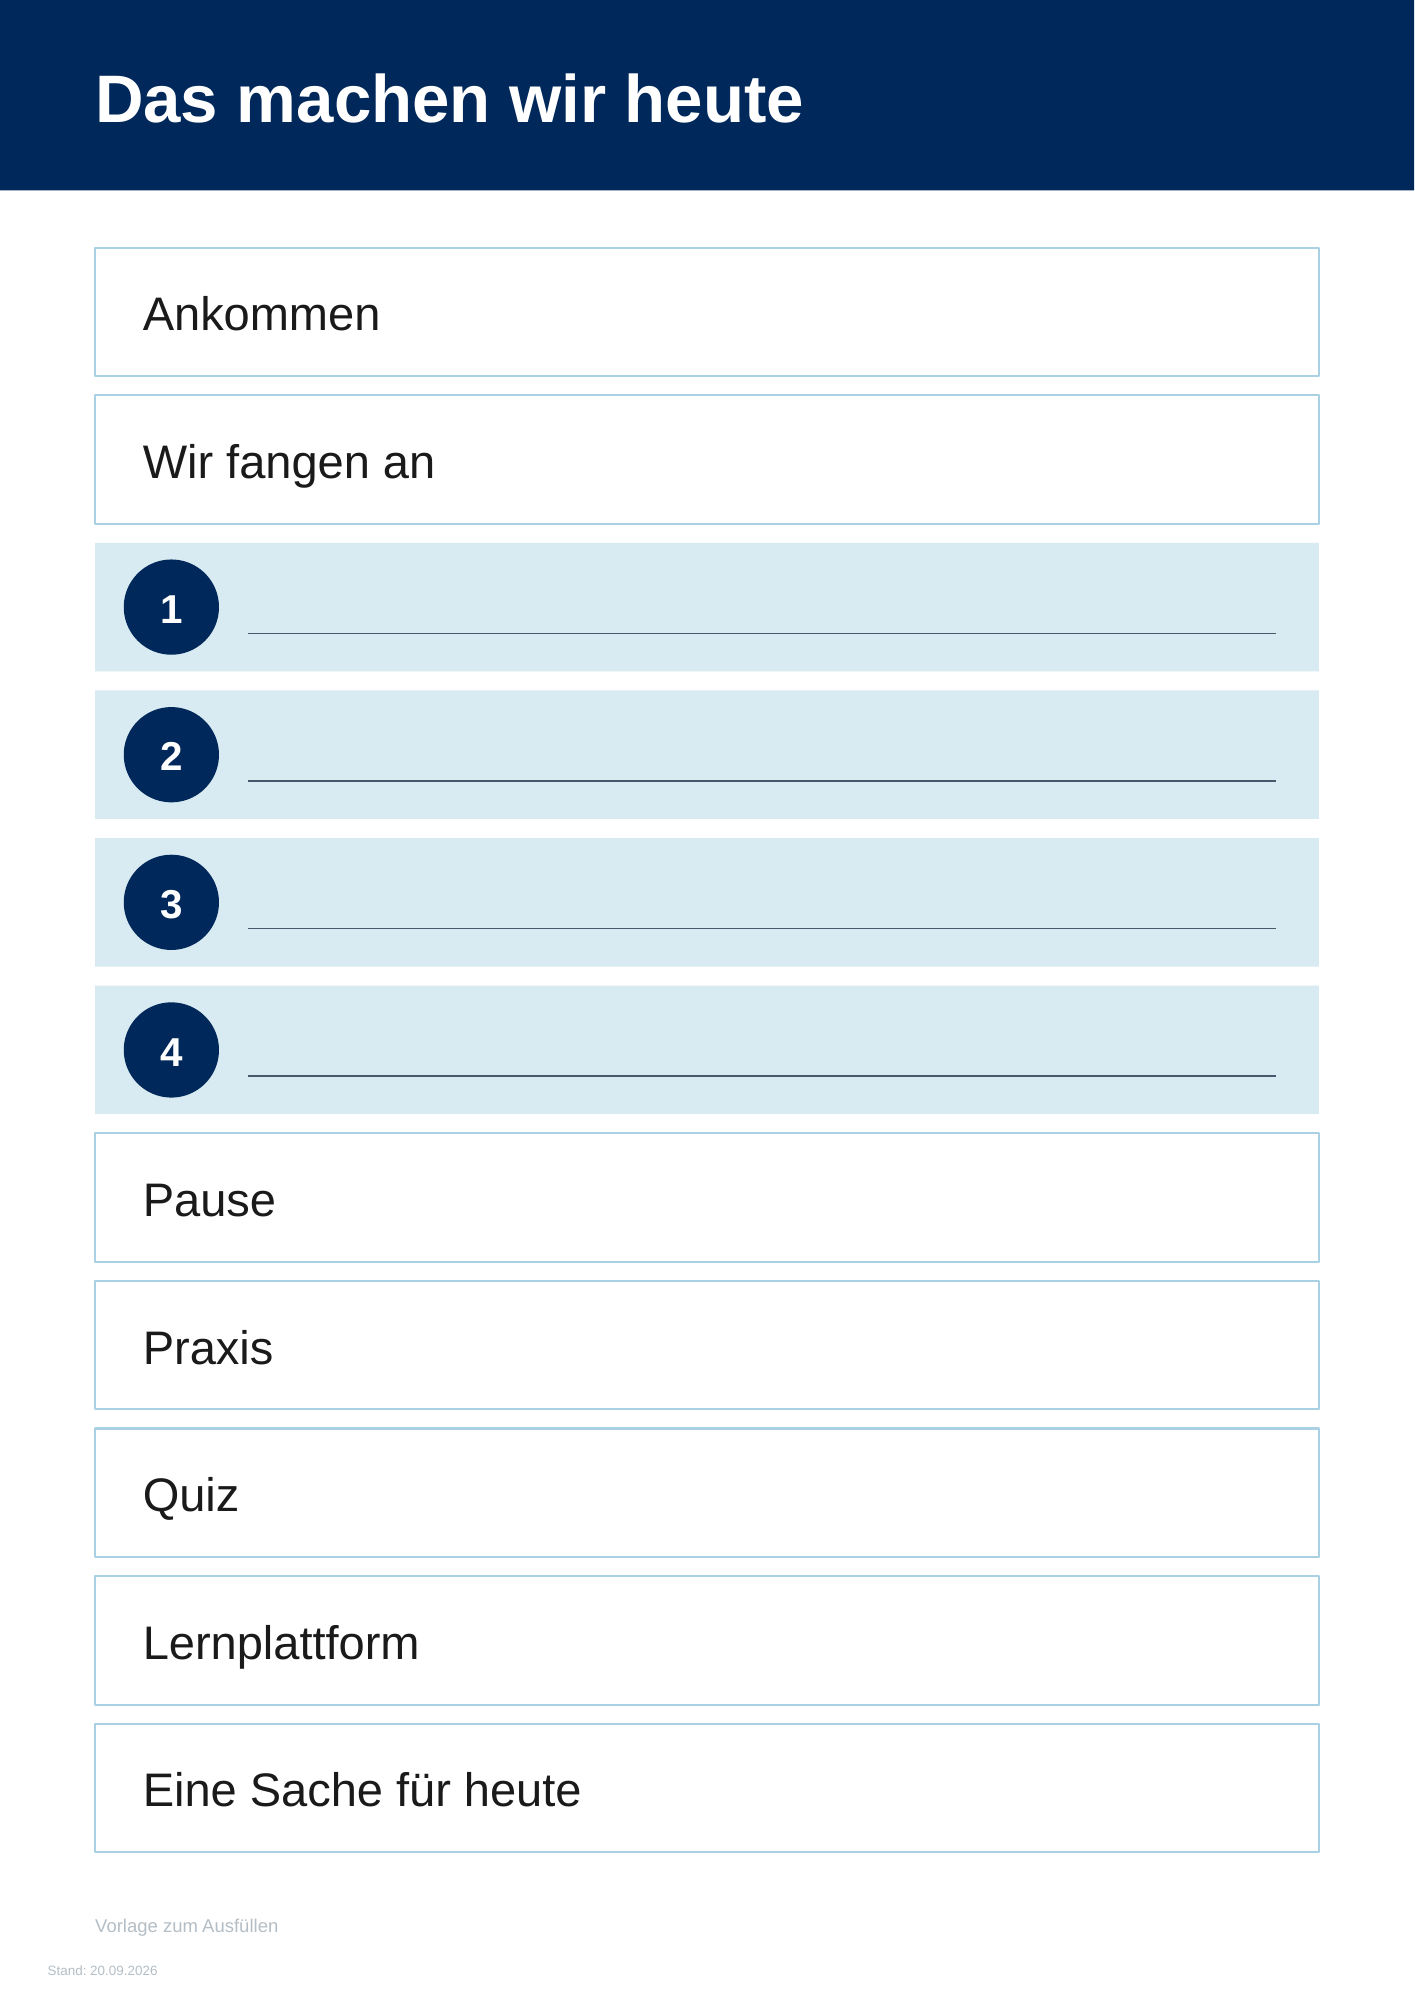 Das machen wir heute
Ankommen
Wir fangen an
1
2
3
4
Pause
Praxis
Quiz
Lernplattform
Eine Sache für heute
Vorlage zum Ausfüllen
Stand: 20.09.2026